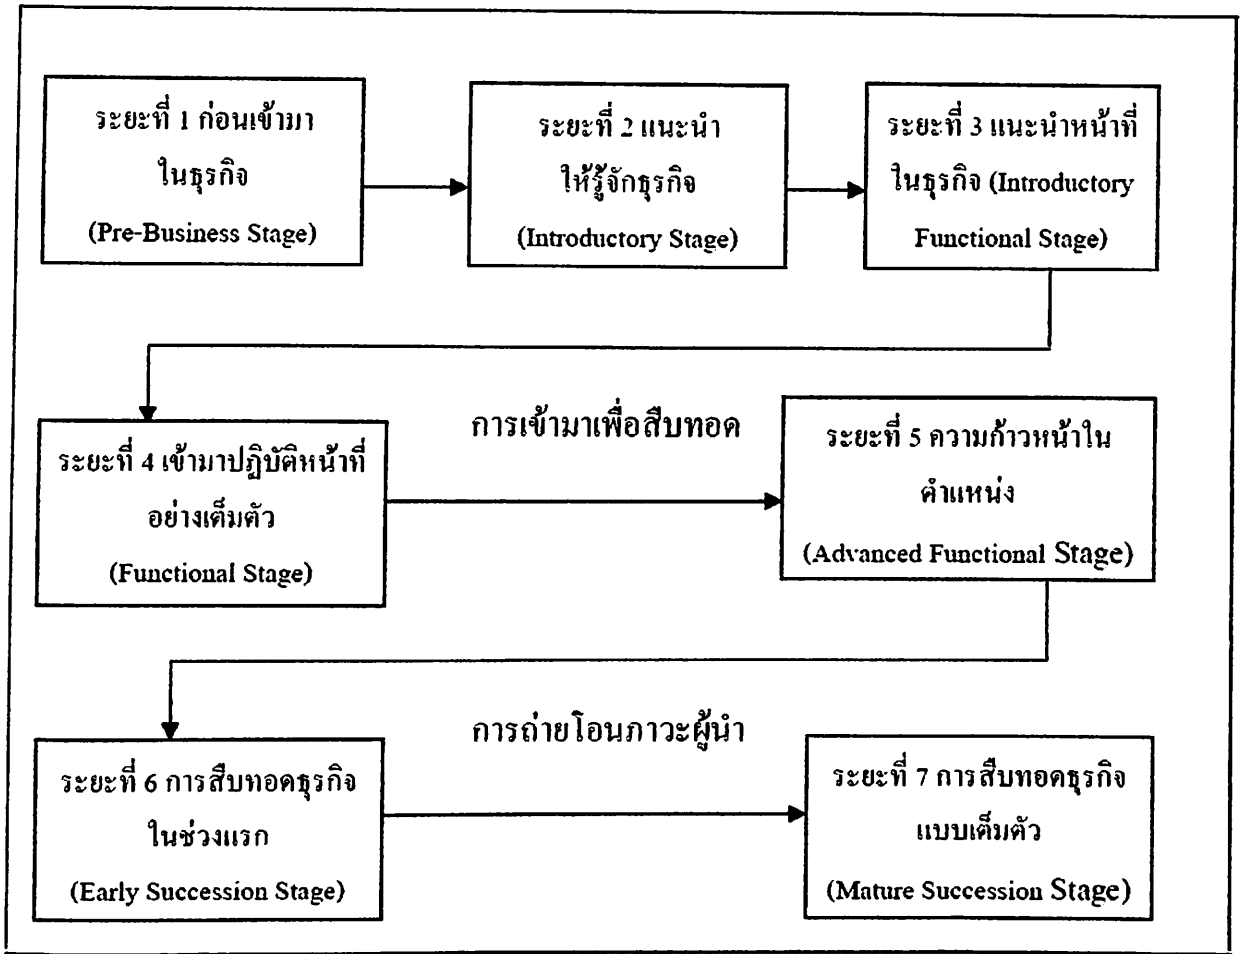 ระยะที่ 1 ก่อนเข้ามา
ในธุรกิจ
(Pre-Business Stage)
ระยะที่ 2 แนะนำ
ให้รู้จักธุรกิจ
(Introductory Stage)
ระยะที่ 3 แนะนำหน้าที่
ในธุรกิจ (Introductory
Functional Stage)
การเข้ามาเพื่อสืบทอด
ระยะที่ 4 เข้ามาปฏิบัติหน้าที่
อย่างเต็มตัว
(Functional Stage)
ระยะที่ 5 ความก้าวหน้าใน
ตำแหน่ง
(Advanced Functional Stage)
การถ่ายโอนภาวะผู้นำ
ระยะที่ 6 การสืบทอดธุรกิจ
ในช่วงแรก
(Early Succession Stage)
ระยะที่ 7 การสืบทอดธุรกิจ
แบบเต็มตัว
(Mature Succession Stage)